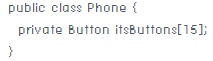 public class Phone {
private Button itsButtons[15];
}